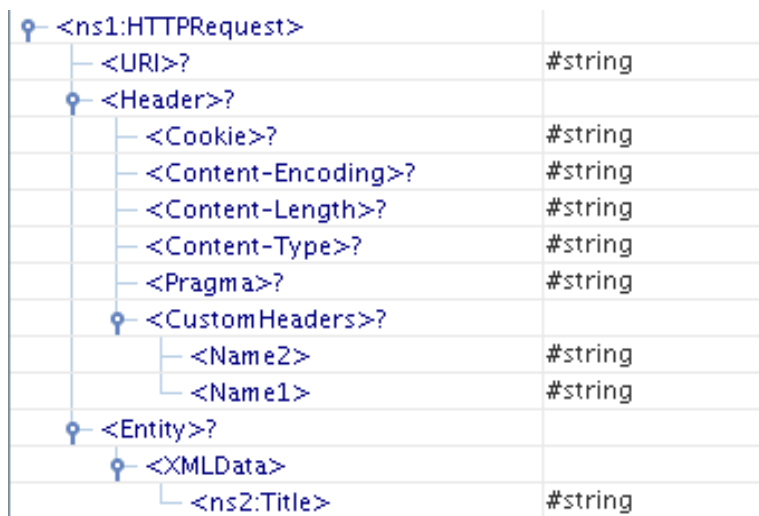 <ns1:HTTPRequest>
<URI>? #string
<Header>?
<Cookie>? #string
<Content-Encoding>? #string
<Content-Length>? #string
<Content-Type>? #string
<Pragma>? #string
<CustomHeaders>?
<Name2> #string
<Name1> #string
<Entity>?
<XMLData>
<ns2:Title> #string